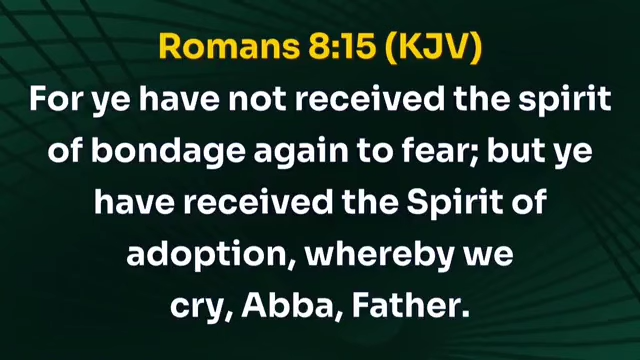 Romans 8:15 (KJV)
For ye have not received the spirit
of bondage again to fear; but ye
have received the Spirit of
adoption, whereby we
cry, Abba, Father.